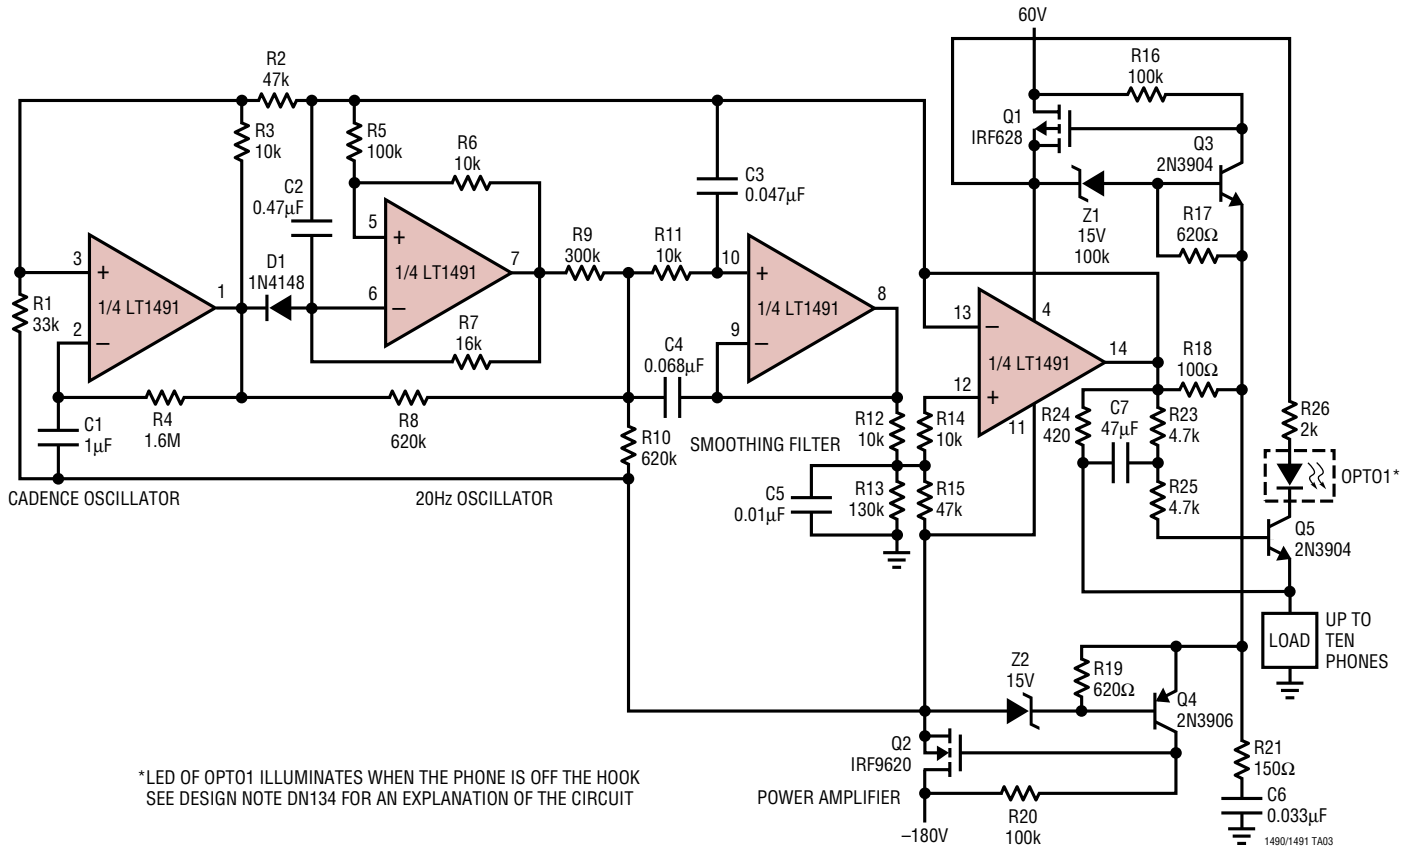 60V
R16
100k
Q1
IRF628
Q3
2N3904
Z1
15V
100k
R17
620Ω
R2
47k
R3
10k
R5
100k
R6
10k
C2
0.47µF
C3
0.047µF
D1
1N4148
R1
33k
3
+
2
–
1
1/4 LT1491
5
+
6
–
7
1/4 LT1491
R7
16k
R9
300k
R11
10k
10
+
9
–
8
1/4 LT1491
C4
0.068µF
13
–
12
+
4
14
11
1/4 LT1491
R18
100Ω
C1
1µF
R4
1.6M
R8
620k
R10
620k
SMOOTHING FILTER
R12
10k
R14
10k
R24
420
C7
47µF
R23
4.7k
R25
4.7k
R26
2k
OPTO1*
Q5
2N3904
C5
0.01µF
R13
130k
R15
47k
CADENCE OSCILLATOR
20Hz OSCILLATOR
LOAD
UP TO
TEN
PHONES
Z2
15V
R19
620Ω
Q4
2N3906
Q2
IRF9620
R21
150Ω
C6
0.033µF
POWER AMPLIFIER
R20
100k
–180V
*LED OF OPTO1 ILLUMINATES WHEN THE PHONE IS OFF THE HOOK
SEE DESIGN NOTE DN134 FOR AN EXPLANATION OF THE CIRCUIT
1490/1491 TA03